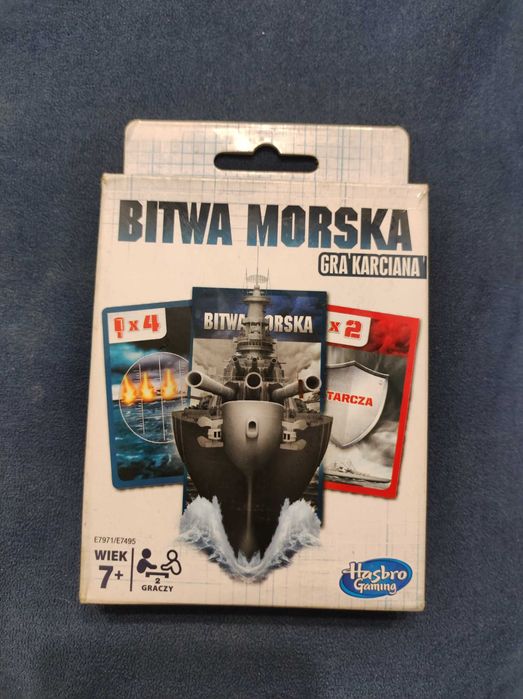 BITWA MORSKA
GRA KARCIANA
x 4
BITWA MORSKA
x 2
TARCZA
E7971/E7495
WIEK
7+
2
GRACZY
Hasbro
Gaming